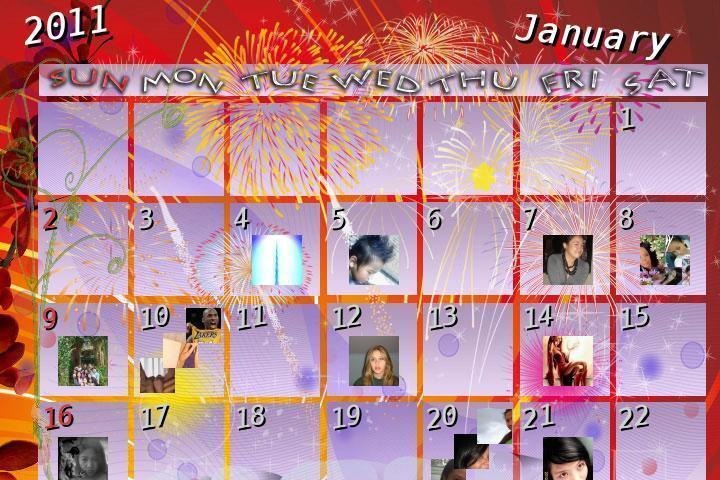 2011 January
SUN MON TUE WED THU FRI SAT
1
2 3 4 5 6 7 8
9 10 11 12 13 14 15
LAKERS
16 17 18 19 20 21 22